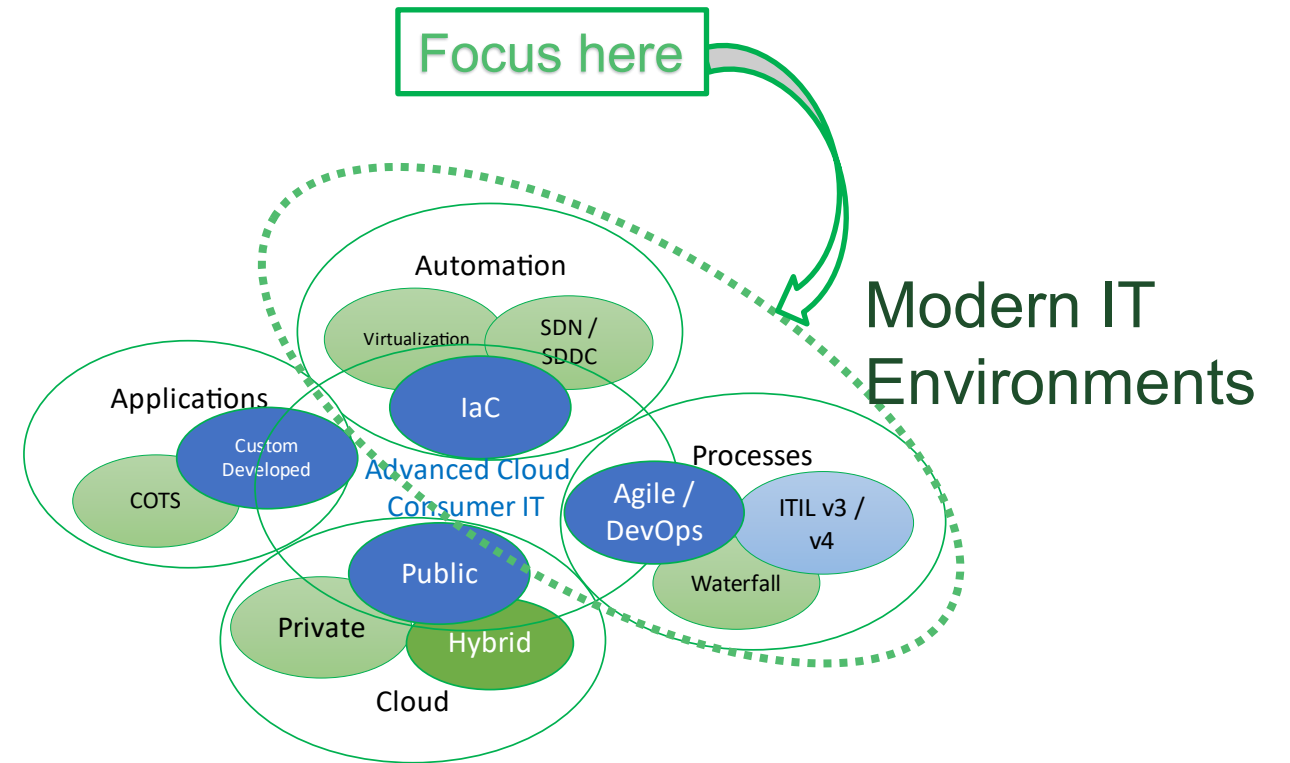 Focus here
Modern IT
Environments
Automation
Virtualization
SDN /
SDDC
IaC
Applications
Custom
Developed
COTS
Advanced Cloud
Consumer IT
Processes
Agile /
DevOps
ITIL v3 /
v4
Waterfall
Public
Private
Hybrid
Cloud